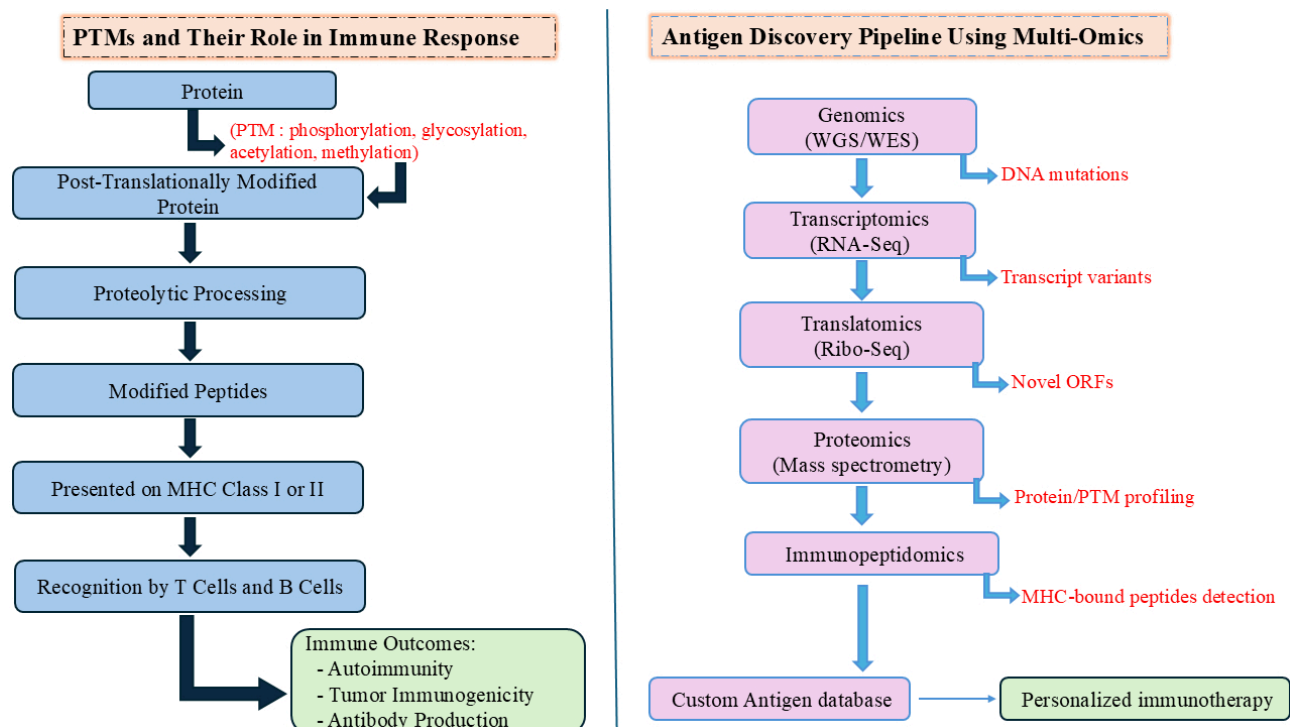 PTMs and Their Role in Immune Response
Protein
(PTM : phosphorylation, glycosylation,
acetylation, methylation)
Post-Translationally Modified
Protein
Proteolytic Processing
Modified Peptides
Presented on MHC Class I or II
Recognition by T Cells and B Cells
Immune Outcomes:
- Autoimmunity
- Tumor Immunogenicity
- Antibody Production
Antigen Discovery Pipeline Using Multi-Omics
Genomics
(WGS/WES)
DNA mutations
Transcriptomics
(RNA-Seq)
Transcript variants
Translatomics
(Ribo-Seq)
Novel ORFs
Proteomics
(Mass spectrometry)
Protein/PTM profiling
Immunopeptidomics
MHC-bound peptides detection
Custom Antigen database
Personalized immunotherapy